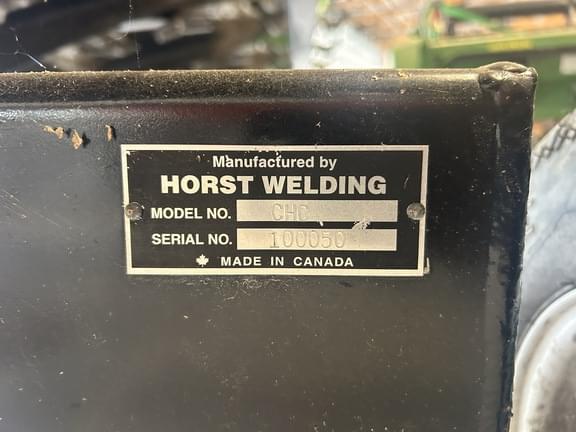 Manufactured by
HORST WELDING
MODEL NO. CHC
SERIAL NO. 100050
MADE IN CANADA